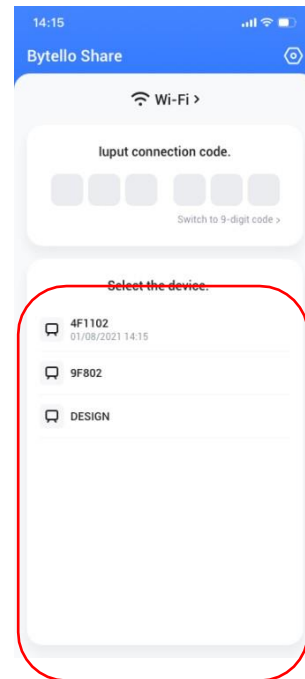 14:15
Bytello Share
Wi-Fi >
Iuput connection code.
Switch to 9-digit code >
Select the device.
4F1102
01/08/2021 14:15
9F802
DESIGN